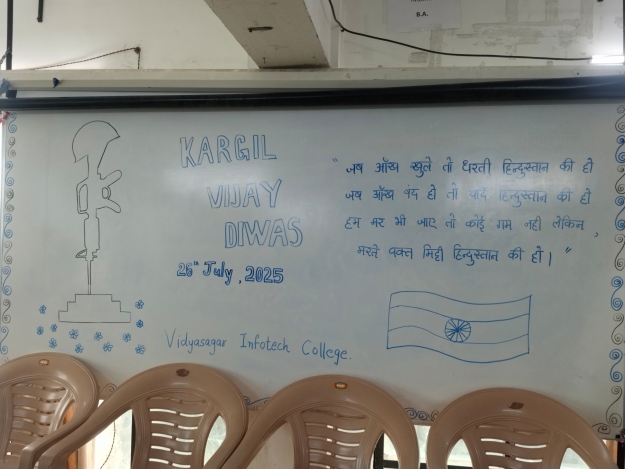 B.A.
KARGIL
VIJAY
DIWAS
26th July, 2025
Vidyasagar Infotech College.
" जब आँख खुले तो धरती हिन्दुस्तान की हो
जब आँख बंद हो तो यादे हिन्दुस्तान की हो
हम मर भी जाए तो कोई गम नही लेकिन ,
मरते वक्त मिट्टी हिन्दुस्तान की हो । "